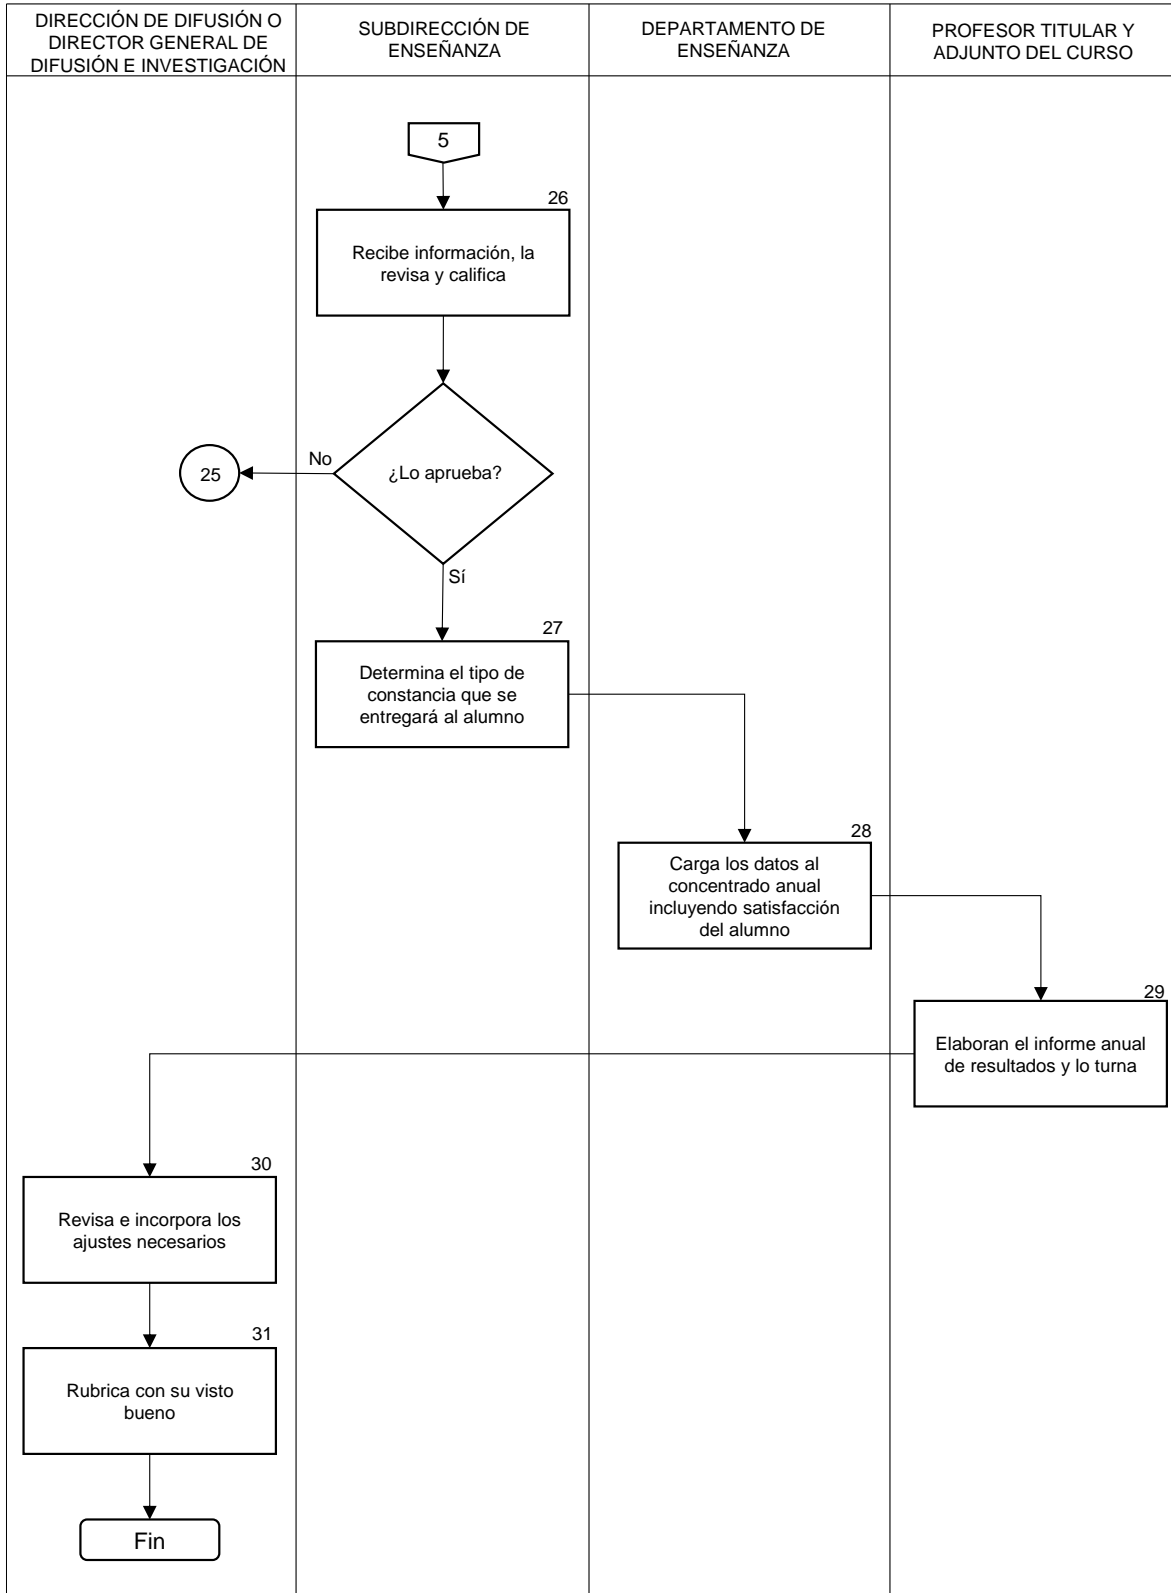 DIRECCIÓN DE DIFUSIÓN O
DIRECTOR GENERAL DE
DIFUSIÓN E INVESTIGACIÓN
SUBDIRECCIÓN DE
ENSEÑANZA
DEPARTAMENTO DE
ENSEÑANZA
PROFESOR TITULAR Y
ADJUNTO DEL CURSO
5
26
Recibe información, la
revisa y califica
¿Lo aprueba?
No
25
Sí
27
Determina el tipo de
constancia que se
entregará al alumno
28
Carga los datos al
concentrado anual
incluyendo satisfacción
del alumno
29
Elaboran el informe anual
de resultados y lo turna
30
Revisa e incorpora los
ajustes necesarios
31
Rubrica con su visto
bueno
Fin